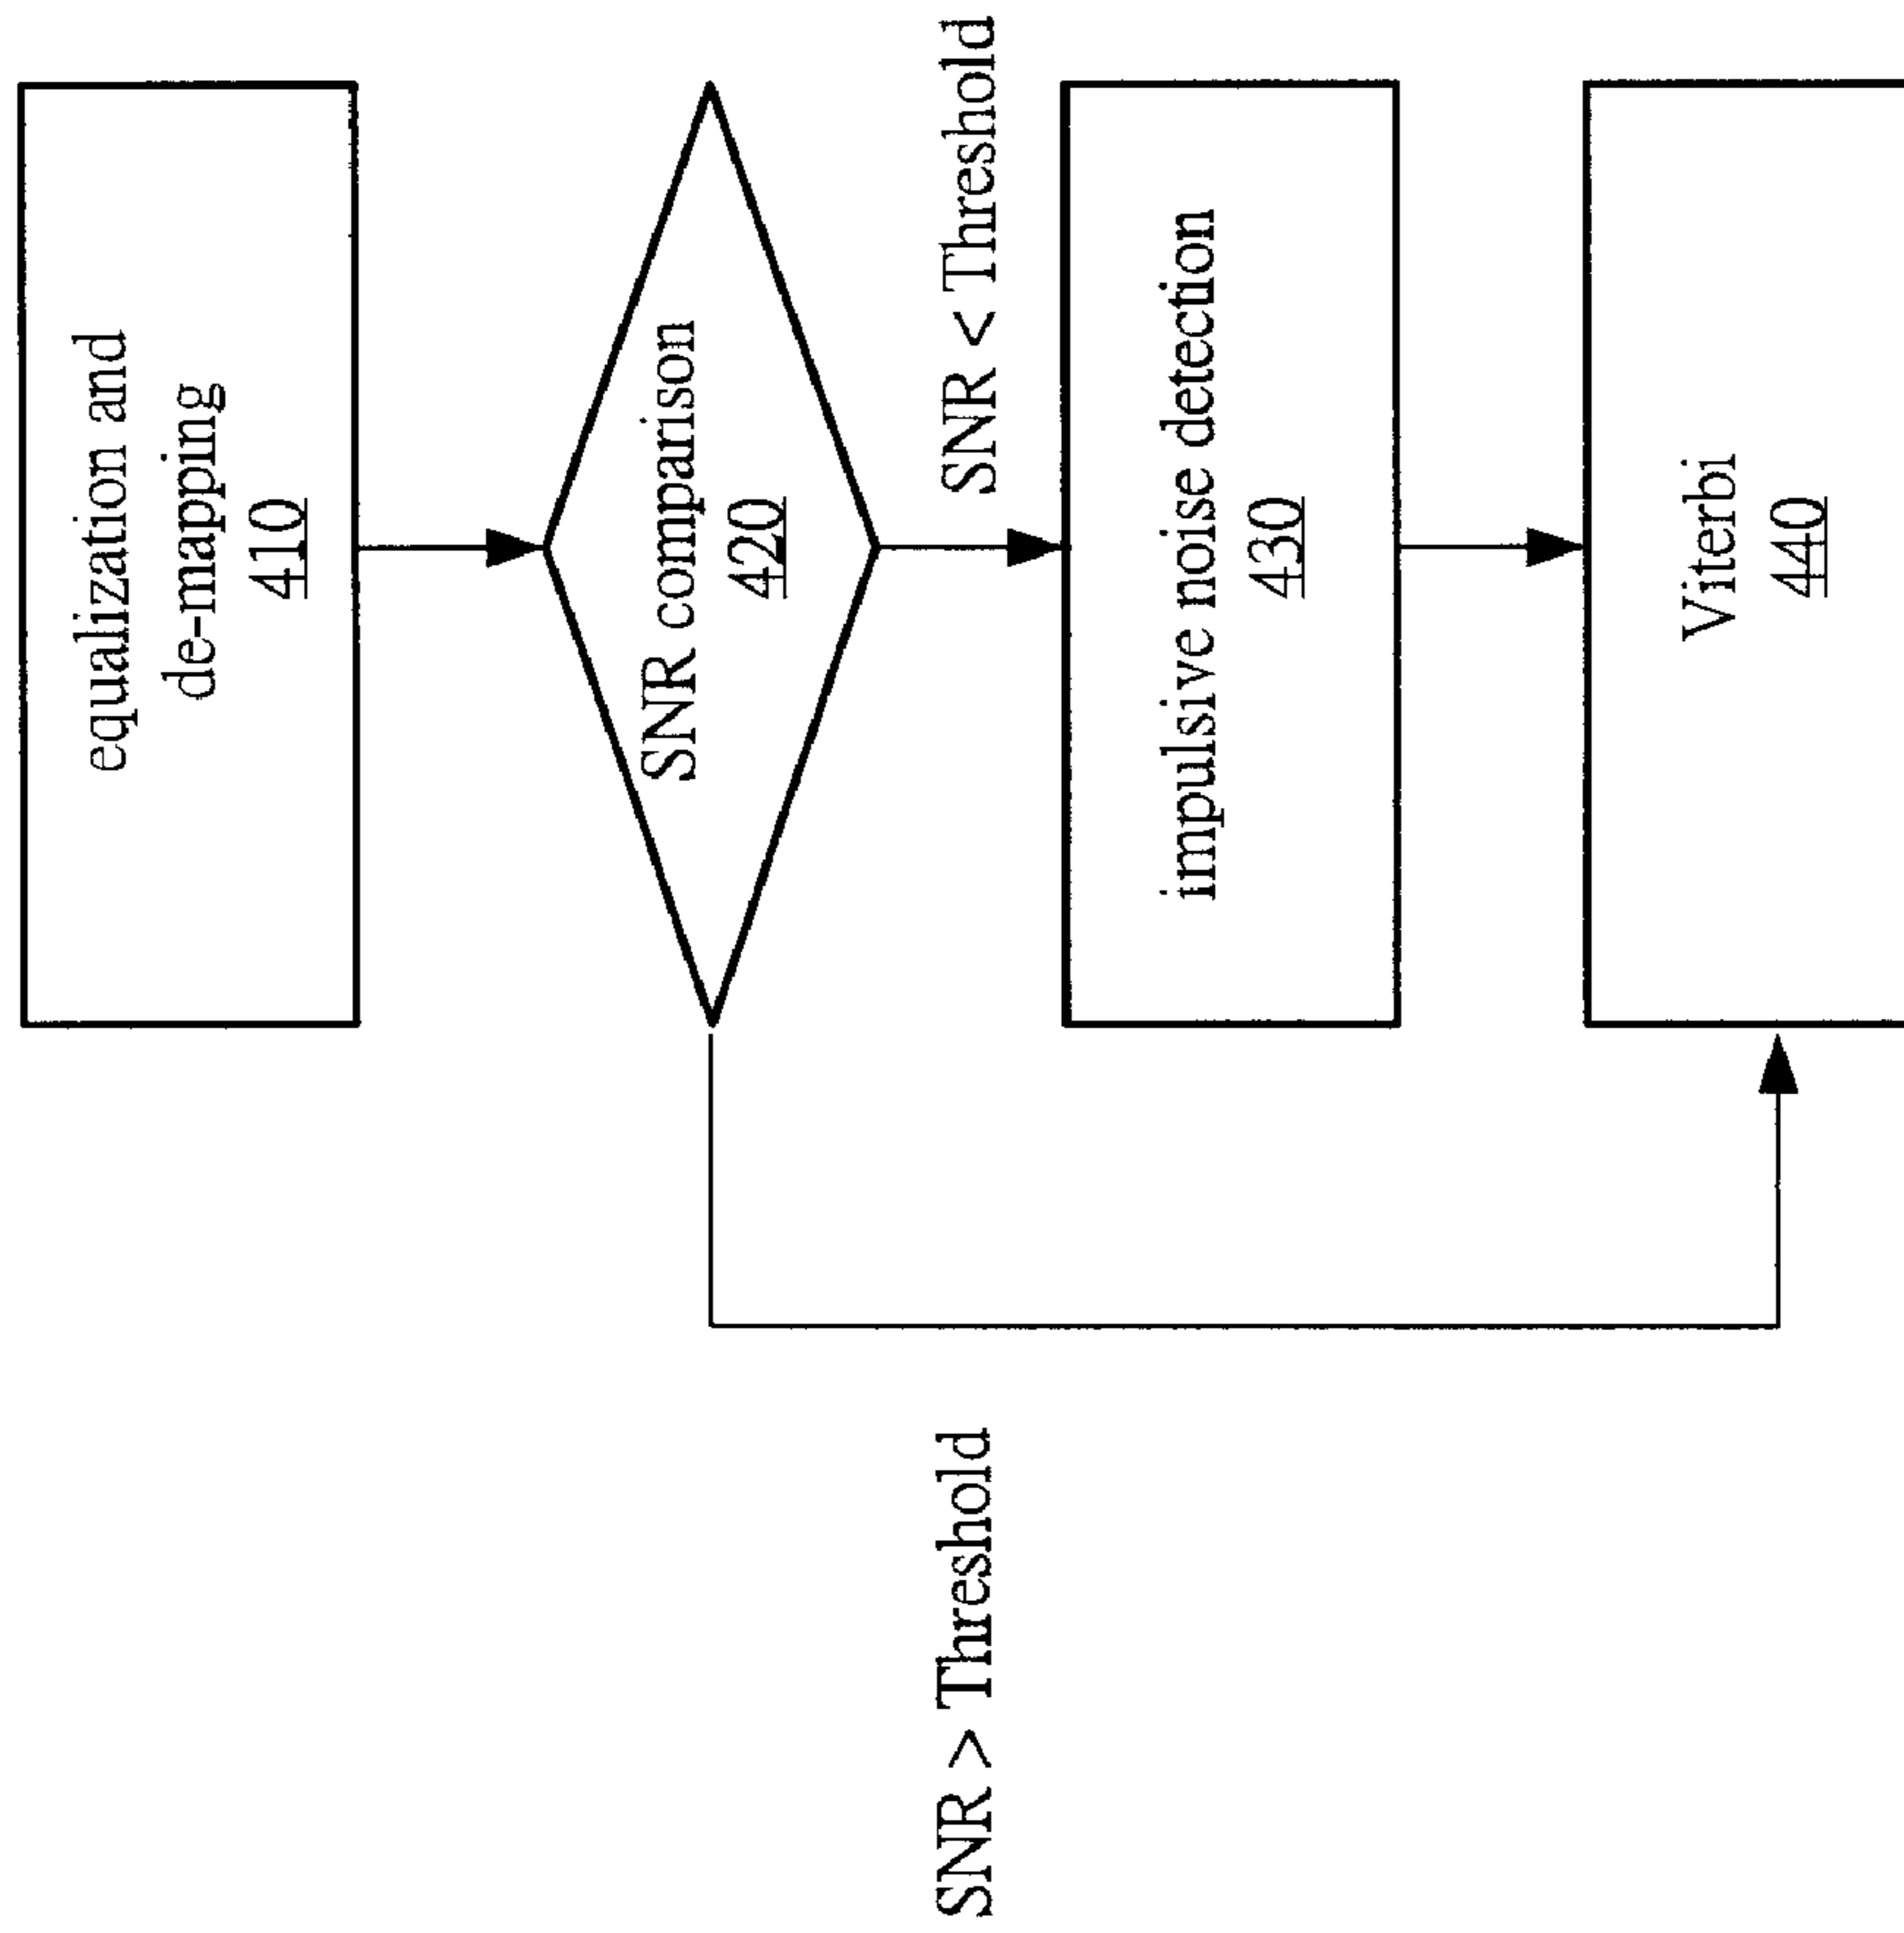 equalization and
de-mapping
410
SNR comparison
420
SNR > Threshold
SNR < Threshold
impulsive noise detection
430
Viterbi
440